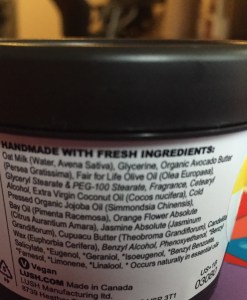 HANDMADE WITH FRESH INGREDIENTS:
Oat Milk (Water, Avena Sativa), Glycerine, Organic Avocado Butter
(Persea Gratissima), Fair for Life Olive Oil (Olea Europaea),
Glyceryl Stearate & PEG-100 Stearate, Fragrance, Cetearyl
Alcohol, Extra Virgin Coconut Oil (Cocos nucifera), Cold
Pressed Organic Jojoba Oil (Simmondsia Chinensis),
Bay Oil (Pimenta Racemosa), Orange Flower Absolute
(Citrus Aurantium Amara), Jasmine Absolute (Jasminum
Grandiflorum), Cupuacu Butter (Theobroma Grandiflorum), Candelilla
Wax (Euphorbia Cerifera), Benzyl Alcohol, Phenoxyethanol, *Benzyl
Salicylate, *Eugenol, *Geraniol, *Isoeugenol, *Benzyl Benzoate,
*Farnesol, *Limonene, *Linalool. * Occurs naturally in essential oils.
Vegan
LUSH.COM Made in Canada
LUSH Manufacturing ltd.
8739 3T1